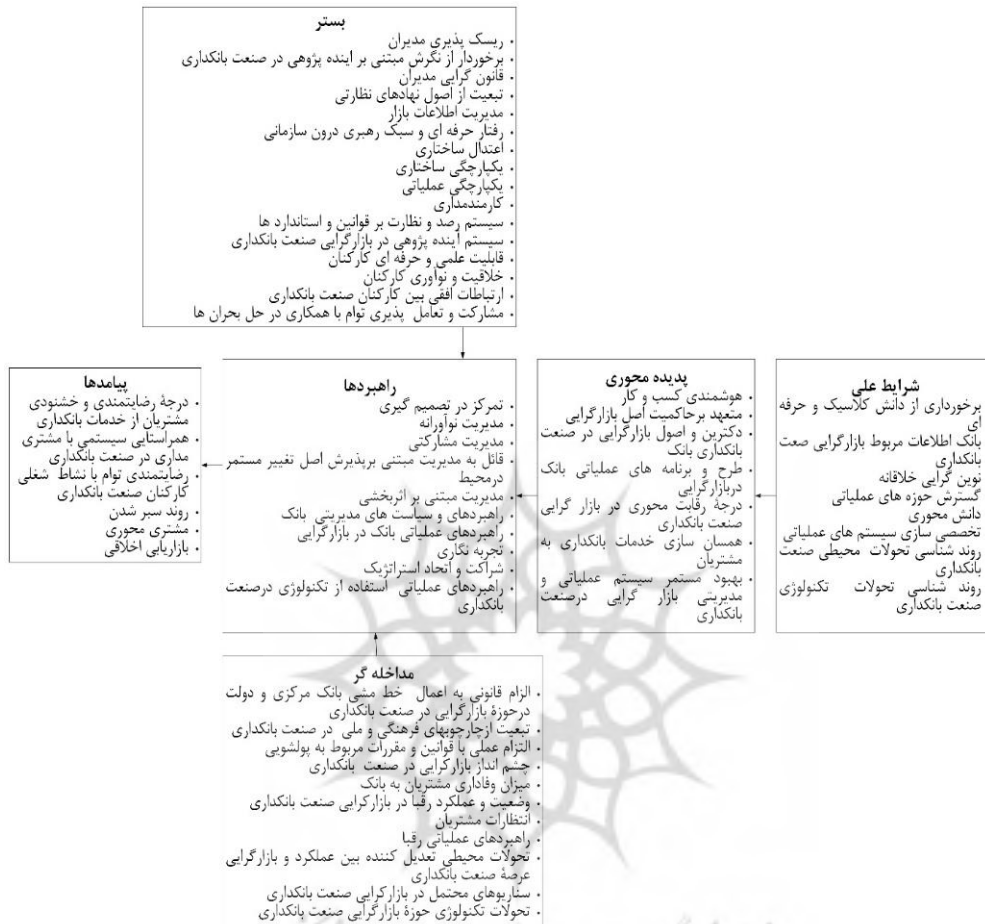 بستر
• ریسک پذیری مدیران
• برخوردار از نگرش مبتنی بر اینده پژوهی در صنعت بانکداری
• قانون گرایی مدیران
• تبعیت از اصول نهادهای نظارتی
• مدیریت اطلاعات بازار
• رفتار حرفه ای و سبک رهبری درون سازمانی
• اعتدال ساختاری
• یکپارچگی ساختاری
• یکپارچگی عملیاتی
• کارمندمداری
• سیستم رصد و نظارت بر قوانین و استاندارد ها
• سیستم آینده پژوهی در بازارگرایی صنعت بانکداری
• قابلیت علمی و حرفه ای کارکنان
• خلاقیت و نوآوری کارکنان
• ارتباطات افقی بین کارکنان صنعت بانکداری
• مشارکت و تعامل پذیری توام با همکاری در حل بحران ها
شرایط علی
برخورداری از دانش کلاسیک و حرفه
ای
بانک اطلاعات مربوط بازارگرایی صعت
بانکداری
نوین گرایی خلاقانه
گسترش حوزه های عملیاتی
دانش محوری
تخصصی سازی سیستم های عملیاتی
روند شناسی تحولات محیطی صنعت
بانکداری
روند شناسی تحولات تکنولوژی
صنعت بانکداری
پدیده محوری
• هوشمندی کسب و کار
• متعهد برحاکمیت اصل بازارگرایی
• دکترین و اصول بازارگرایی در صنعت
بانکداری بانک
• طرح و برنامه های عملیاتی بانک
دربازارگرایی
• درجهٔ رقابت محوری در بازار گرایی
صنعت بانکداری
• همسان سازی خدمات بانکداری به
مشتریان
• بهبود مستمر سیستم عملیاتی و
مدیریتی بازار گرایی درصنعت
بانکداری
راهبردها
• تمرکز در تصمیم گیری
• مدیریت نوآورانه
• مدیریت مشارکتی
• قائل به مدیریت مبتنی برپذیرش اصل تغییر مستمر
درمحیط
• مدیریت مبتنی بر اثربخشی
• راهبردهای و سیاست های مدیریتی بانک
• راهبردهای عملیاتی بانک در بازارگرایی
• تجربه نگاری
• شراکت و اتحاد استراتژیک
• راهبردهای عملیاتی استفاده از تکنولوژی درصنعت
بانکداری
پیامدها
• درجهٔ رضایتمندی و خشنودی
مشتریان از خدمات بانکداری
• همراستایی سیستمی با مشتری
مداری در صنعت بانکداری
• رضایتمندی توام با نشاط شغلی
کارکنان صنعت بانکداری
• روند سبر شدن
• مشتری محوری
• بازاریابی اخلاقی
مداخله گر
• الزام قانونی به اعمال خط مشی بانک مرکزی و دولت
درحوزهٔ بازارگرایی در صنعت بانکداری
• تبعیت ازچارچوبهای فرهنگی و ملی در صنعت بانکداری
• التزام عملی با قوانین و مقررات مربوط به پولشویی
• چشم انداز بازارگرایی در صنعت بانکداری
• میزان وفاداری مشتریان به بانک
• وضعیت و عملکرد رقبا در بازارکرایی صنعت بانکداری
• انتظارات مشتریان
• راهبردهای عملیاتی رقبا
• تحولات محیطی تعدیل کننده بین عملکرد و بازارگرایی
عرصهٔ صنعت بانکداری
• سناریوهای محتمل در بازارکرایی صنعت بانکداری
• تحولات تکنولوژی حوزهٔ بازارگرایی صنعت بانکداری